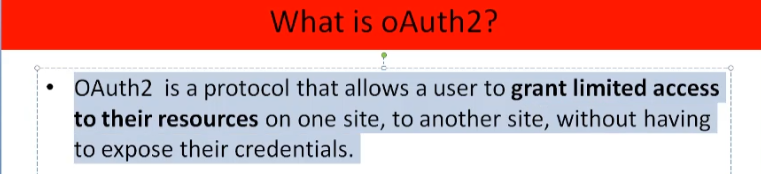 What is oAuth2?
• OAuth2 is a protocol that allows a user to grant limited access
to their resources on one site, to another site, without having
to expose their credentials.